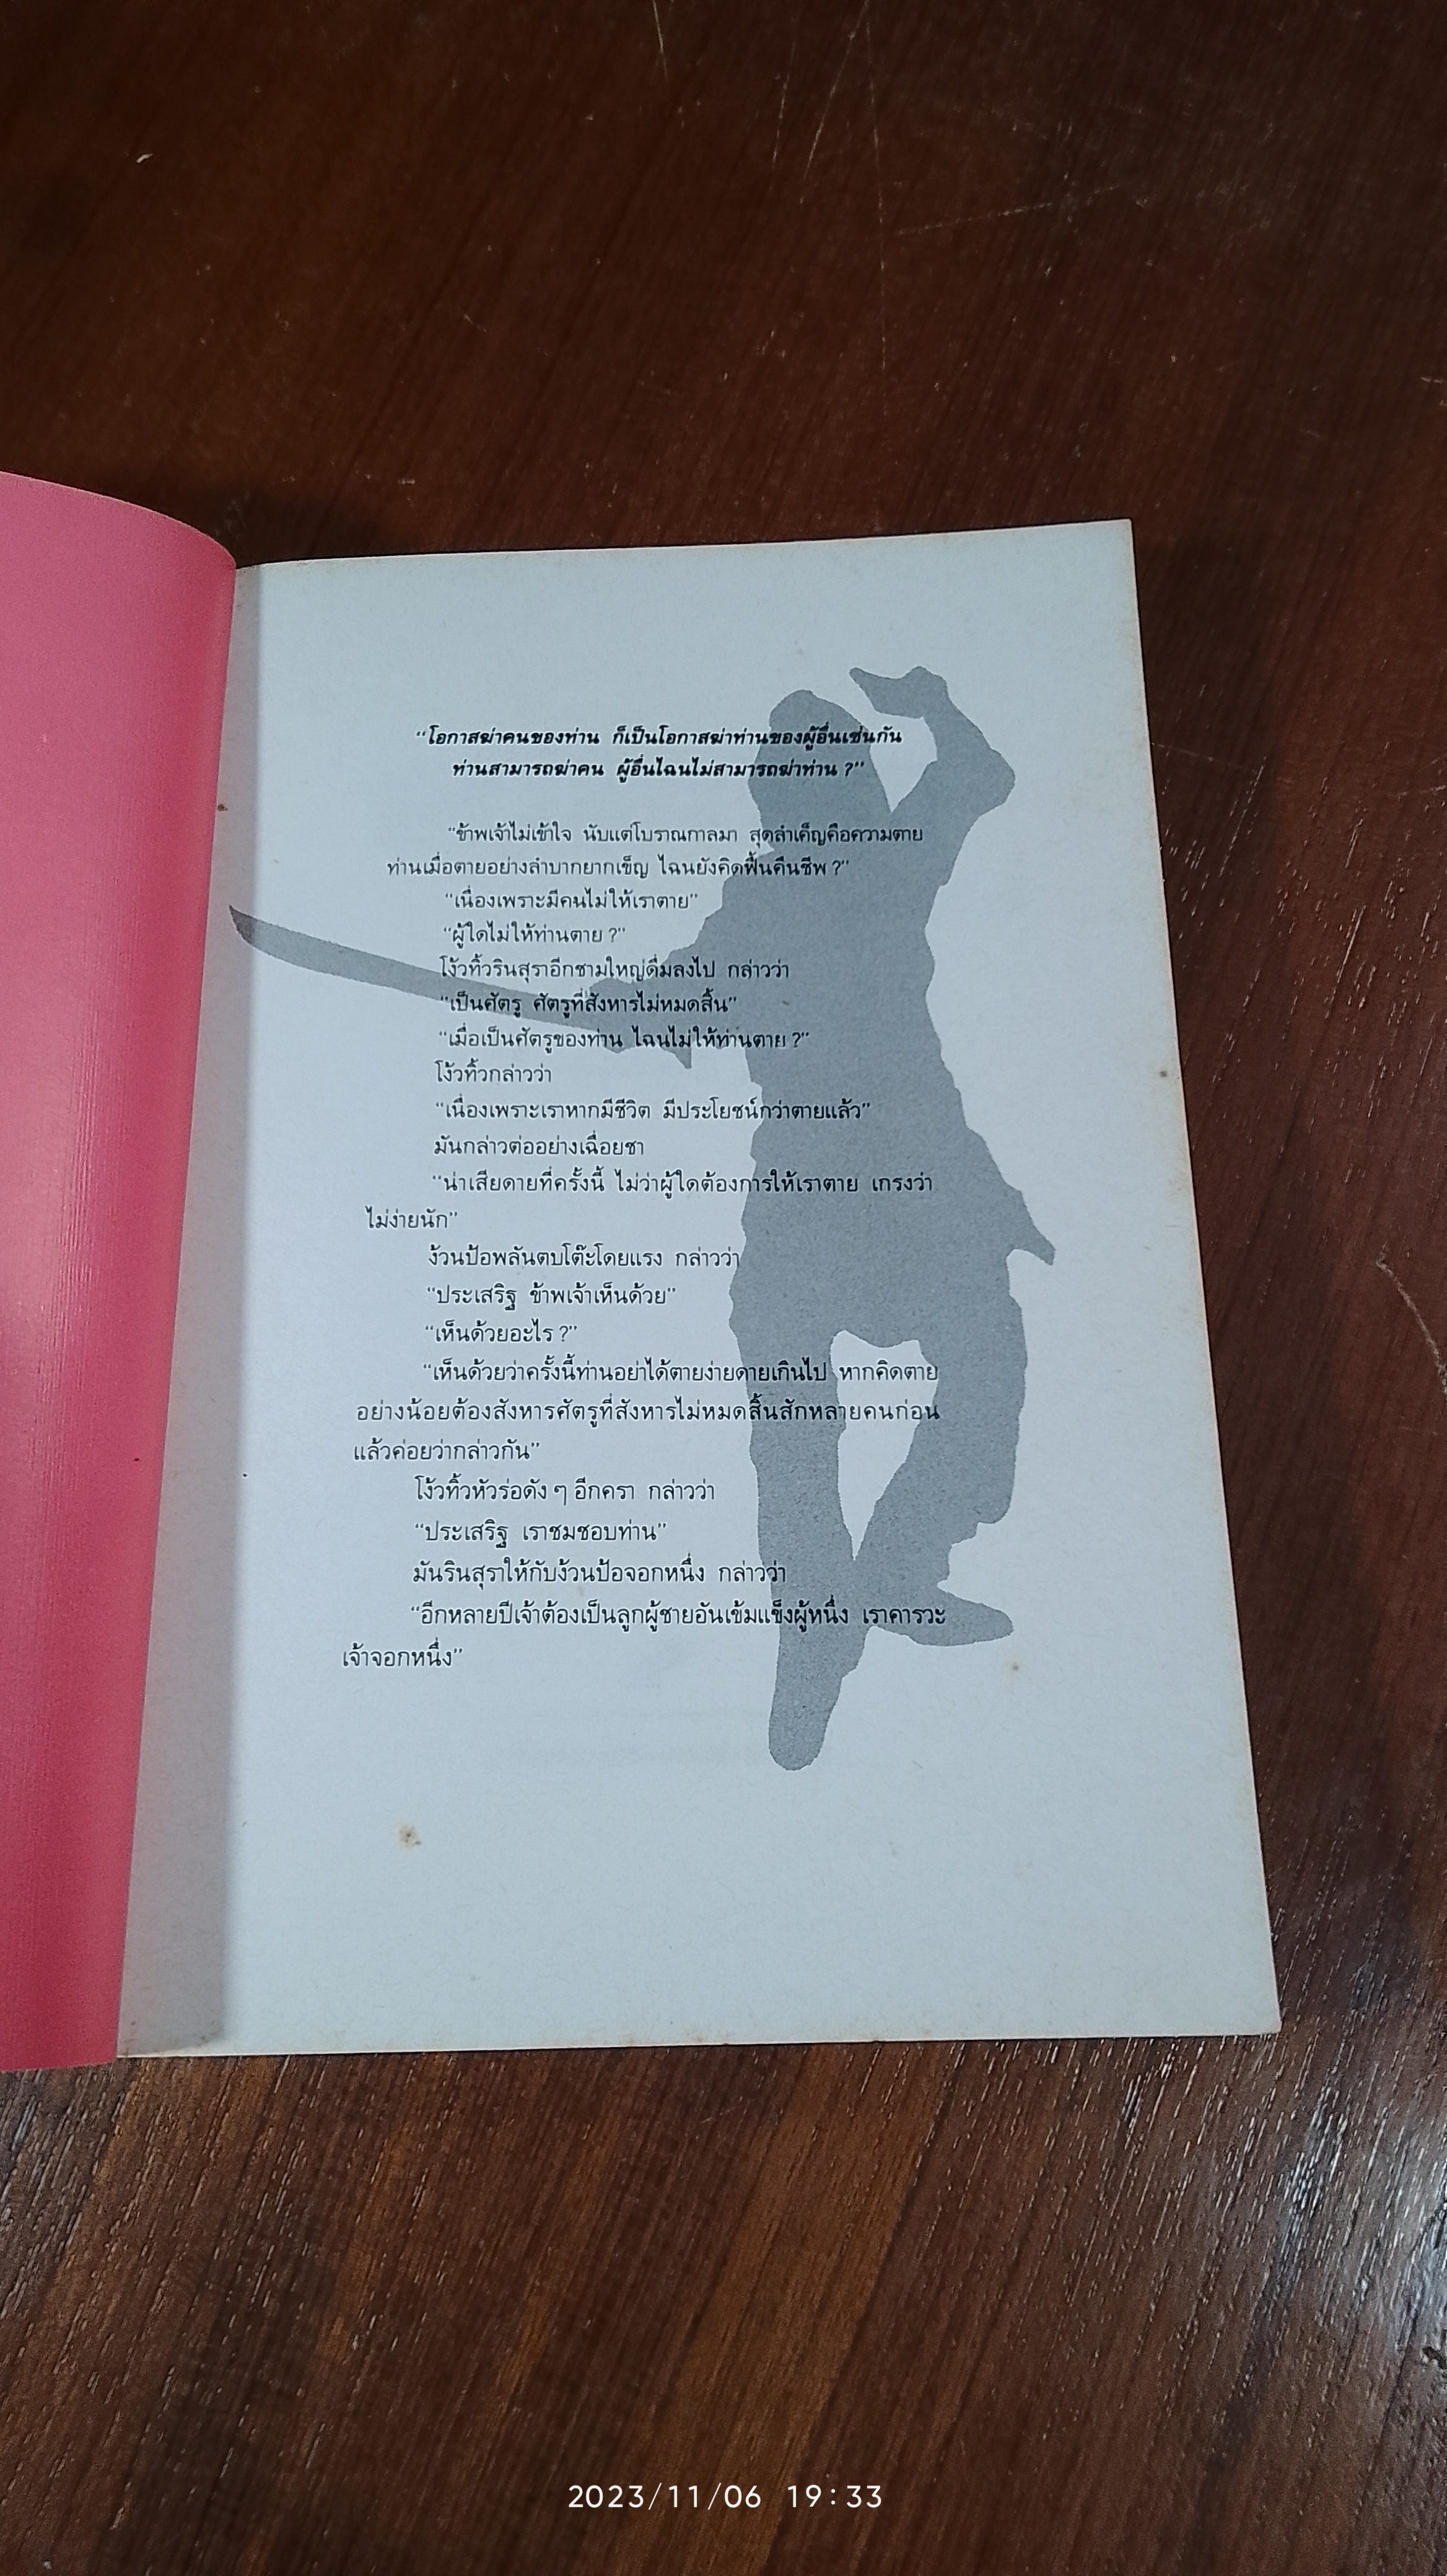 “โอกาสฆ่าคนของท่าน ก็เป็นโอกาสฆ่าท่านของผู้อื่นเช่นกัน
ท่านสามารถฆ่าคน ผู้อื่นไฉนไม่สามารถฆ่าท่าน ?”
“ข้าพเจ้าไม่เข้าใจ นับแต่โบราณกาลมา สุดลำเค็ญคือความตาย
ท่านเมื่อตายอย่างลำบากยากเข็ญ ไฉนยังคิดฟื้นคืนชีพ ?”
“เนื่องเพราะมีคนไม่ให้เราตาย”
“ผู้ใดไม่ให้ท่านตาย ?”
โง้วทิ้วรินสุราอีกชามใหญ่ดื่มลงไป กล่าวว่า
“เป็นศัตรู ศัตรูที่สังหารไม่หมดสิ้น”
“เมื่อเป็นศัตรูของท่าน ไฉนไม่ให้ท่านตาย ?”
โง้วทิ้วกล่าวว่า
“เนื่องเพราะเราหากมีชีวิต มีประโยชน์กว่าตายแล้ว”
มันกล่าวต่ออย่างเฉื่อยชา
“น่าเสียดายที่ครั้งนี้ ไม่ว่าผู้ใดต้องการให้เราตาย เกรงว่า
ไม่ง่ายนัก”
ง้วนป้อพลันตบโต๊ะโดยแรง กล่าวว่า
“ประเสริฐ ข้าพเจ้าเห็นด้วย”
“เห็นด้วยอะไร ?”
“เห็นด้วยว่าครั้งนี้ท่านอย่าได้ตายง่ายดายเกินไป หากคิดตาย
อย่างน้อยต้องสังหารศัตรูที่สังหารไม่หมดสิ้นสักหลายคนก่อน
แล้วค่อยว่ากล่าวกัน”
โง้วทิ้วหัวร่อดัง ๆ อีกครา กล่าวว่า
“ประเสริฐ เราชมชอบท่าน”
มันรินสุราให้กับง้วนป้อจอกหนึ่ง กล่าวว่า
“อีกหลายปีเจ้าต้องเป็นลูกผู้ชายอันเข้มแข็งผู้หนึ่ง เราคารวะ
เจ้าจอกหนึ่ง”
2023/11/06 19:33